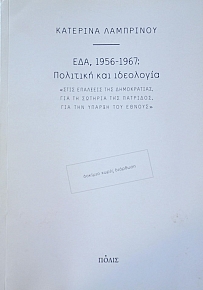 ΚΑΤΕΡΙΝΑ ΛΑΜΠΡΙΝΟΥ
ΕΔΑ, 1956-1967:
Πολιτική και ιδεολογία
«ΣΤΙΣ ΕΠΑΛΞΕΙΣ ΤΗΣ ΔΗΜΟΚΡΑΤΙΑΣ,
ΓΙΑ ΤΗ ΣΩΤΗΡΙΑ ΤΗΣ ΠΑΤΡΙΔΟΣ,
ΓΙΑ ΤΗΝ ΥΠΑΡΞΗ ΤΟΥ ΕΘΝΟΥΣ»
ΠΟΛΙΣ